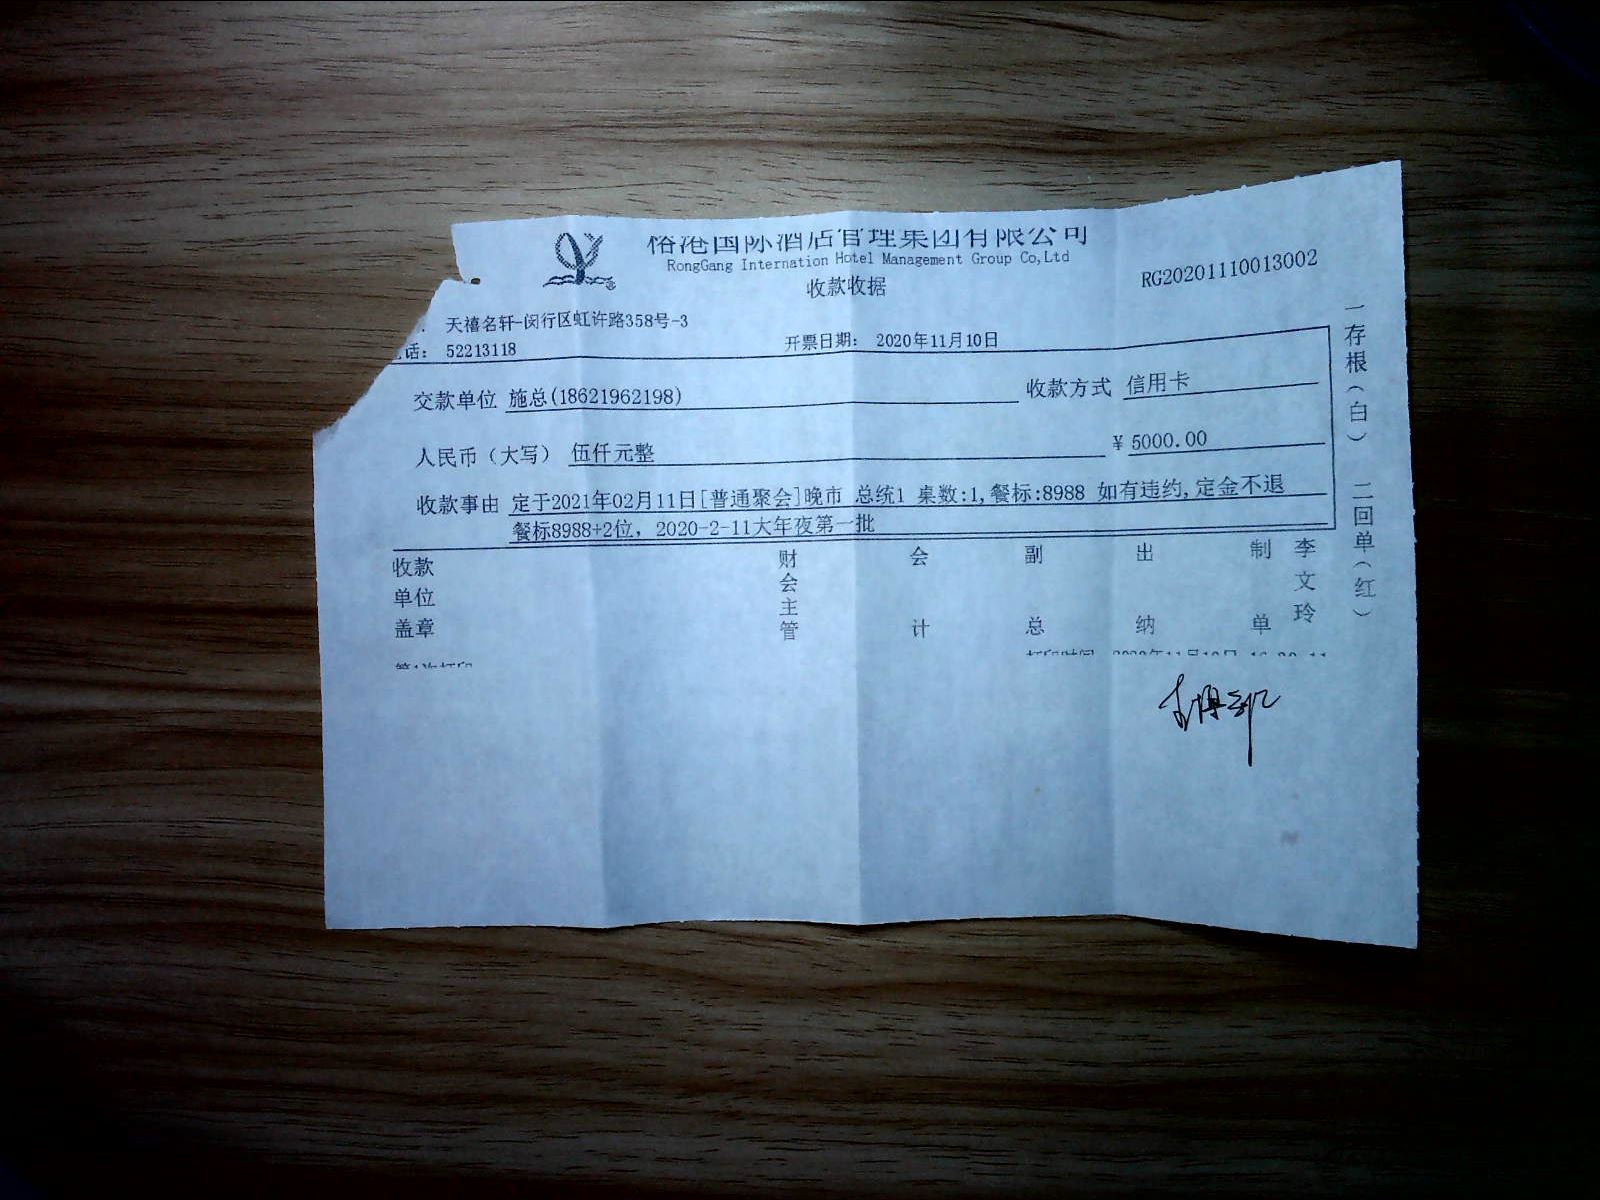 国际酒店管理集团有限公司
RongGang Internation Hotel Management Group Co,Ltd
收款收据
RG20201110013002
天禧名轩-闵行区虹许路358号-3
话： 52213118
开票日期： 2020年11月10日
交款单位 施总(18621962198)
收款方式 信用卡
人民币（大写） 伍仟元整
¥ 5000.00
收款事由 定于2021年02月11日[普通聚会]晚市 总统1 桌数:1,餐标:8988 如有违约,定金不退
餐标8988+2位，2020-2-11大年夜第一批
收款单位盖章
财会主管
会计
副总
出纳
制单
李文玲
一存根（白） 二回单（红）